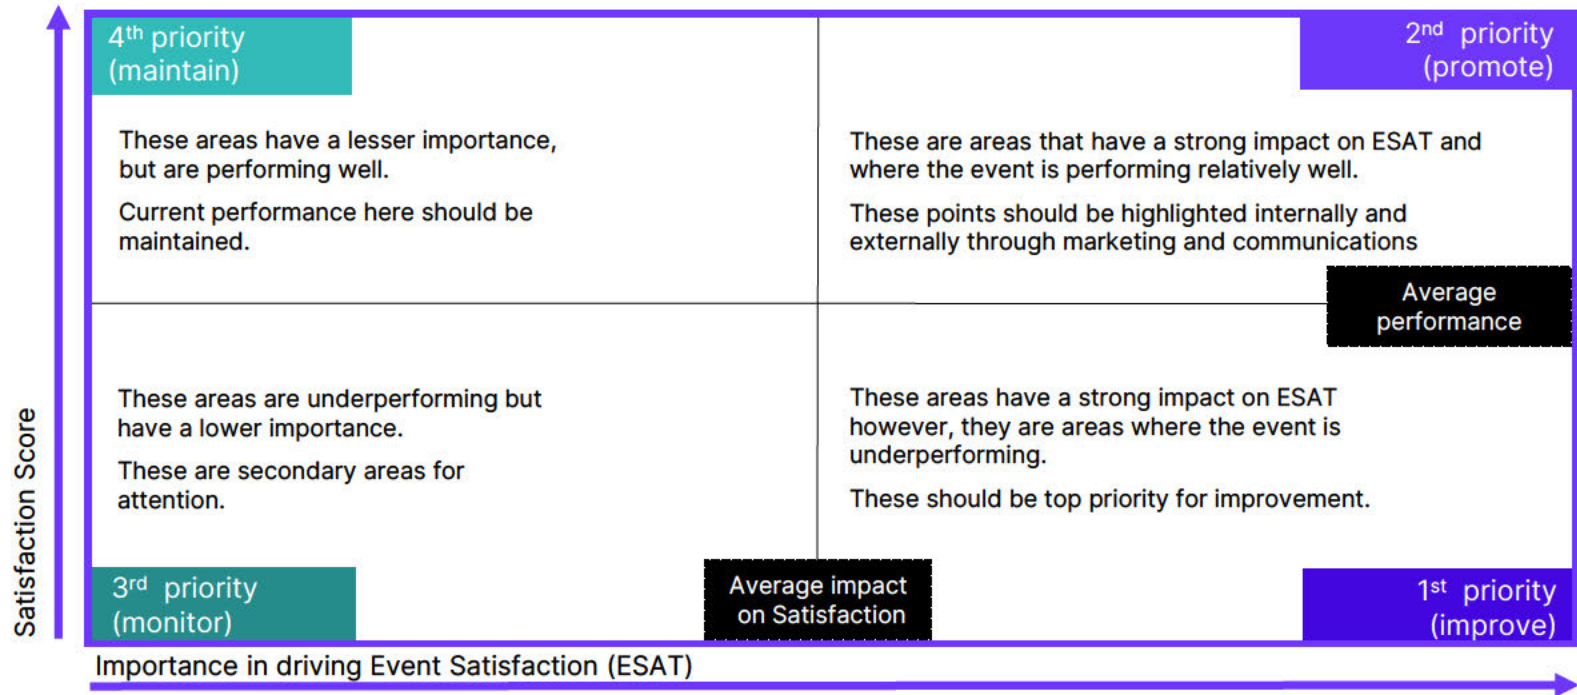 4th priority
(maintain)
2nd priority
(promote)
These areas have a lesser importance,
but are performing well.
Current performance here should be
maintained.
These are areas that have a strong impact on ESAT and
where the event is performing relatively well.
These points should be highlighted internally and
externally through marketing and communications
Average
performance
These areas are underperforming but
have a lower importance.
These are secondary areas for
attention.
These areas have a strong impact on ESAT
however, they are areas where the event is
underperforming.
These should be top priority for improvement.
3rd priority
(monitor)
Average impact
on Satisfaction
1st priority
(improve)
Satisfaction Score
Importance in driving Event Satisfaction (ESAT)